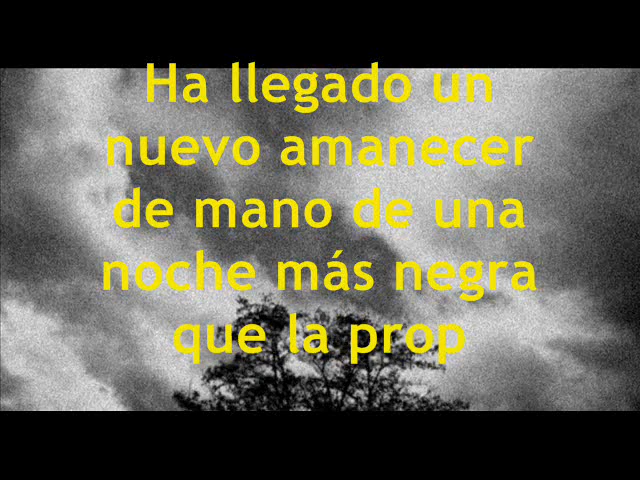 Ha llegado un
nuevo amanecer
de mano de una
noche más negra
que la prop